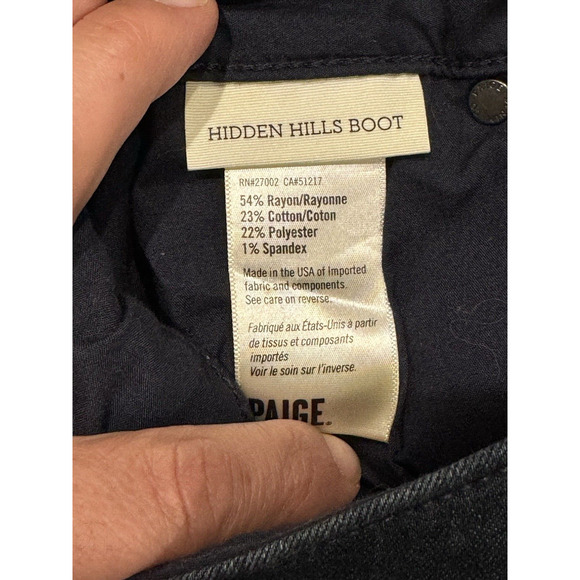 HIDDEN HILLS BOOT
RN#27002 CA#51217
54% Rayon/Rayonne
23% Cotton/Coton
22% Polyester
1% Spandex
Made in the USA of Imported
fabric and components.
See care on reverse.
Fabriqué aux États-Unis à partir
de tissus et composants
importés
Voir le soin sur l'inverse.
PAIGE